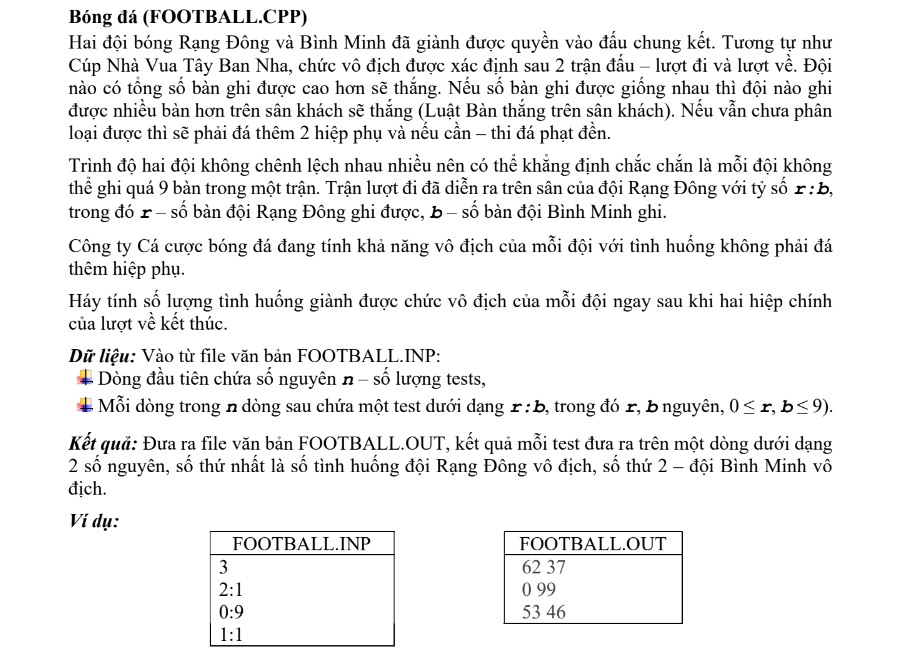 Bóng đá (FOOTBALL.CPP)
Hai đội bóng Rạng Đông và Bình Minh đã giành được quyền vào đấu chung kết. Tương tự như
Cúp Nhà Vua Tây Ban Nha, chức vô địch được xác định sau 2 trận đấu – lượt đi và lượt về. Đội
nào có tổng số bàn ghi được cao hơn sẽ thắng. Nếu số bàn ghi được giống nhau thì đội nào ghi
được nhiều bàn hơn trên sân khách sẽ thắng (Luật Bàn thắng trên sân khách). Nếu vẫn chưa phân
loại được thì sẽ phải đá thêm 2 hiệp phụ và nếu cần – thi đá phạt đền.
Trình độ hai đội không chênh lệch nhau nhiều nên có thể khẳng định chắc chắn là mỗi đội không
thể ghi quá 9 bàn trong một trận. Trận lượt đi đã diễn ra trên sân của đội Rạng Đông với tỷ số r:b,
trong đó r – số bàn đội Rạng Đông ghi được, b – số bàn đội Bình Minh ghi.
Công ty Cá cược bóng đá đang tính khả năng vô địch của mỗi đội với tình huống không phải đá
thêm hiệp phụ.
Háy tính số lượng tình huống giành được chức vô địch của mỗi đội ngay sau khi hai hiệp chính
của lượt về kết thúc.
Dữ liệu: Vào từ file văn bản FOOTBALL.INP:
Dòng đầu tiên chứa số nguyên n – số lượng tests,
Mỗi dòng trong n dòng sau chứa một test dưới dạng r:b, trong đó r, b nguyên, 0 ≤ r, b ≤ 9).
Kết quả: Đưa ra file văn bản FOOTBALL.OUT, kết quả mỗi test đưa ra trên một dòng dưới dạng
2 số nguyên, số thứ nhất là số tình huống đội Rạng Đông vô địch, số thứ 2 – đội Bình Minh vô
địch.
Ví dụ:
FOOTBALL.INP
3
2:1
0:9
1:1
FOOTBALL.OUT
62 37
0 99
53 46